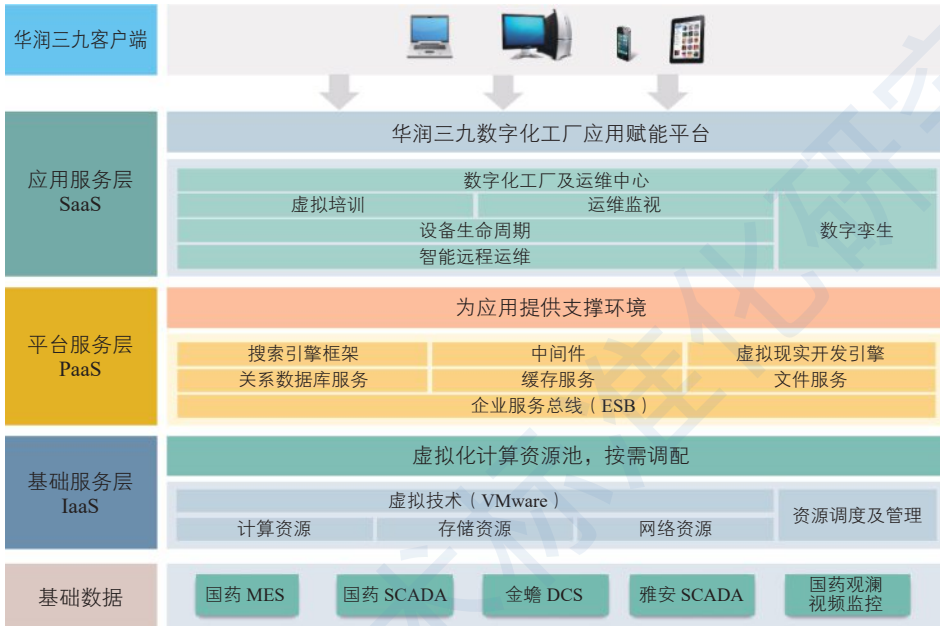 华润三九客户端
华润三九数字化工厂应用赋能平台
应用服务层
SaaS
数字化工厂及运维中心
虚拟培训
运维监视
设备生命周期
智能远程运维
数字孪生
为应用提供支撑环境
平台服务层
PaaS
搜索引擎框架
中间件
虚拟现实开发引擎
关系数据库服务
缓存服务
文件服务
企业服务总线（ESB）
虚拟化计算资源池，按需调配
基础服务层
IaaS
虚拟技术（VMware）
计算资源
存储资源
网络资源
资源调度及管理
基础数据
国药 MES
国药 SCADA
金蟾 DCS
雅安 SCADA
国药观澜
视频监控
术标准化研究